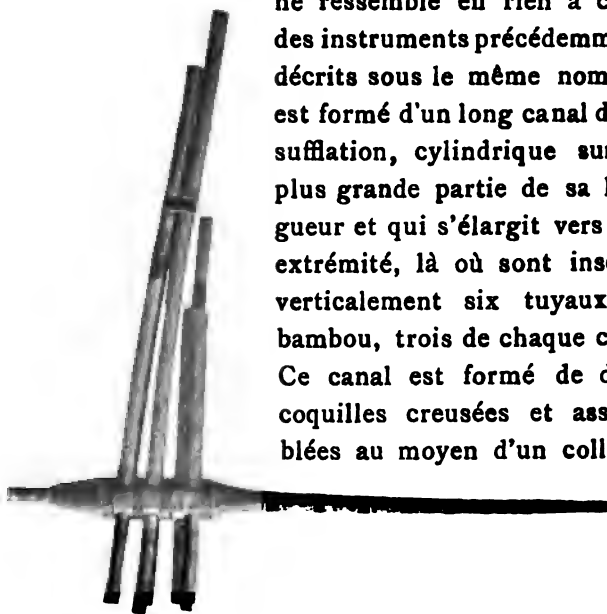 ne ressemble en rien à c
des instruments précédemm
décrits sous le même nom
est formé d'un long canal d
sufflation, cylindrique sur
plus grande partie de sa l
gueur et qui s'élargit vers
extrémité, là où sont ins
verticalement six tuyaux
bambou, trois de chaque c
Ce canal est formé de d
coquilles creusées et ass
blées au moyen d'un coll